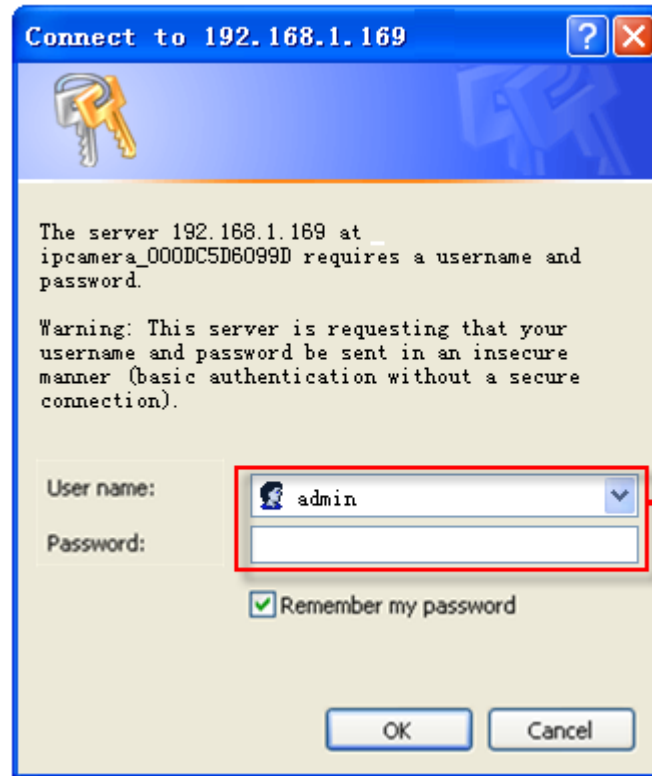 Connect to 192.168.1.169
The server 192.168.1.169 at
ipcamera_000DC5D6099D requires a username and
password.
Warning: This server is requesting that your
username and password be sent in an insecure
manner (basic authentication without a secure
connection).
User name: admin
Password:
Remember my password
OK Cancel